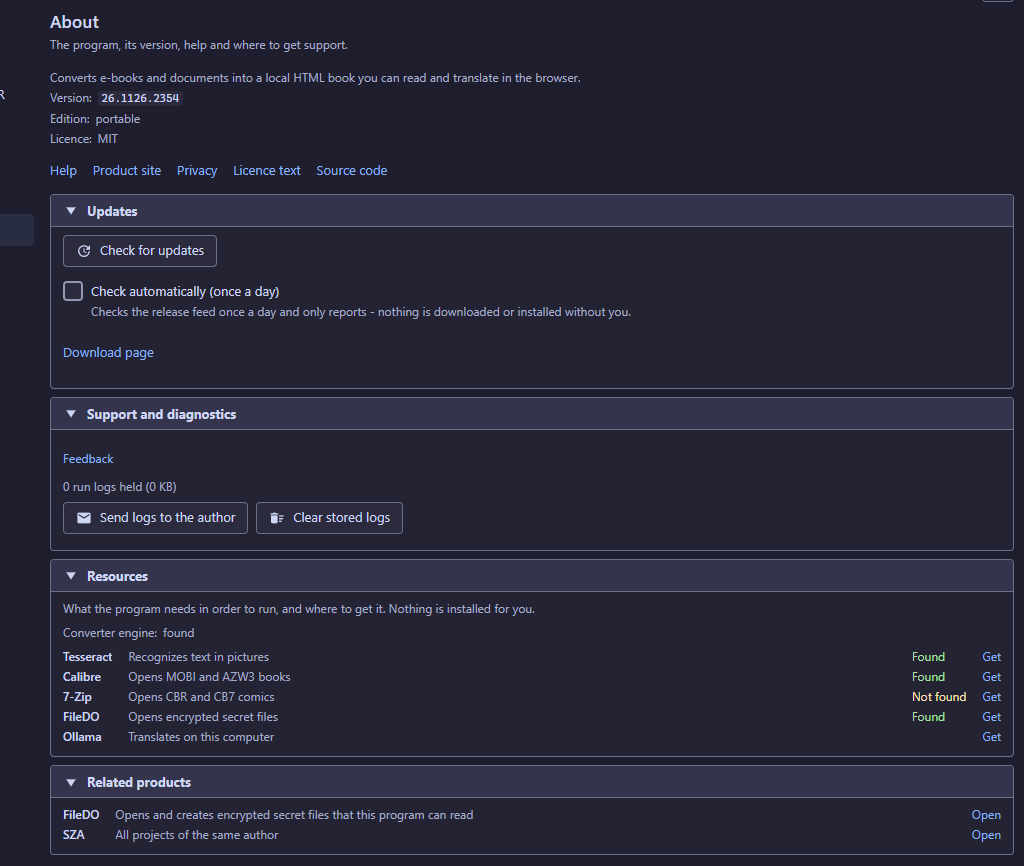 About
The program, its version, help and where to get support.
Converts e-books and documents into a local HTML book you can read and translate in the browser.
R
Version: 26.1126.2354
Edition: portable
Licence: MIT
Help Product site Privacy Licence text Source code
Updates
Check for updates
Check automatically (once a day)
Checks the release feed once a day and only reports - nothing is downloaded or installed without you.
Download page
Support and diagnostics
Feedback
0 run logs held (0 KB)
Send logs to the author Clear stored logs
Resources
What the program needs in order to run, and where to get it. Nothing is installed for you.
Converter engine: found
Tesseract Recognizes text in pictures Found Get
Calibre Opens MOBI and AZW3 books Found Get
7-Zip Opens CBR and CB7 comics Not found Get
FileDO Opens encrypted secret files Found Get
Ollama Translates on this computer Get
Related products
FileDO Opens and creates encrypted secret files that this program can read Open
SZA All projects of the same author Open